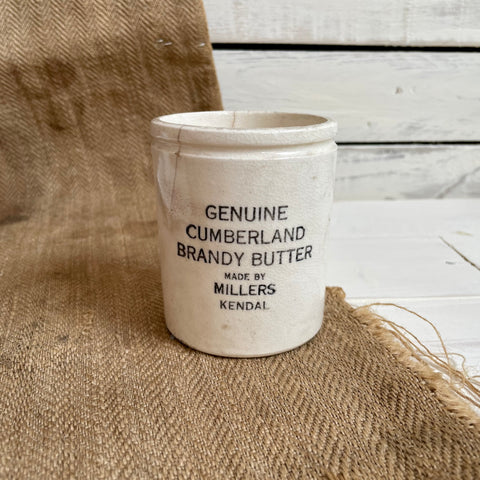 GENUINE
CUMBERLAND
BRANDY BUTTER
MADE BY
MILLERS
KENDAL